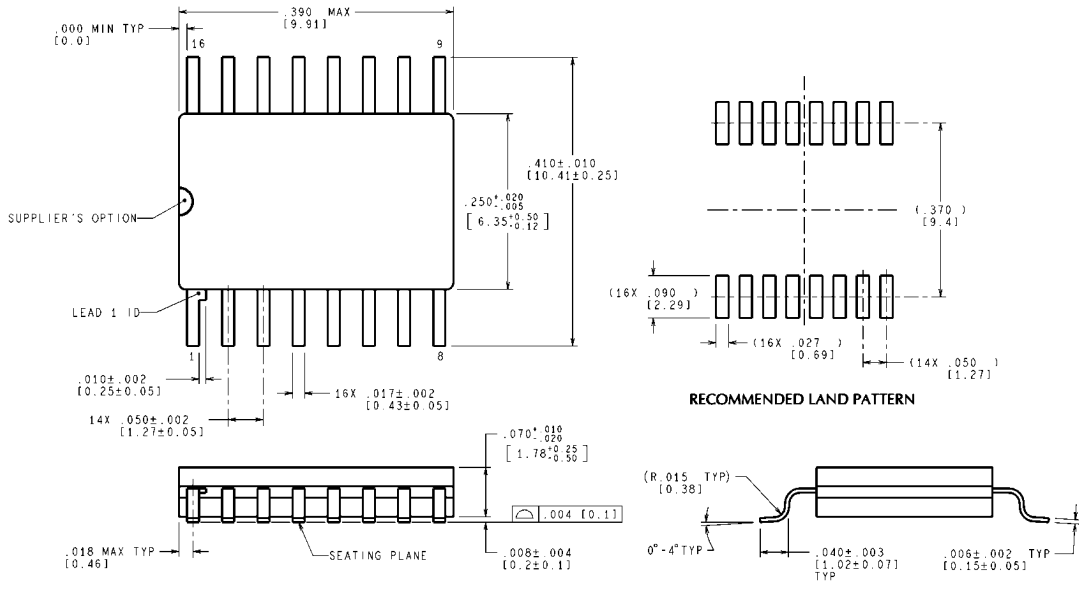 .390 MAX
[9.91]
.000 MIN TYP
[0.0]
16
9
.410±.010
[10.41±0.25]
.250+.020 -.005
[ 6.35+0.50 -0.12 ]
SUPPLIER'S OPTION
LEAD 1 ID
1
8
.010±.002
[0.25±0.05]
16X .017±.002
[0.43±0.05]
14X .050±.002
[1.27±0.05]
(.370 )
[9.4]
(16X .090 )
[2.29]
(16X .027 )
[0.69]
(14X .050 )
[1.27]
RECOMMENDED LAND PATTERN
.070+.010 -.020
[ 1.78+0.25 -0.50 ]
.004 [0.1]
.018 MAX TYP
[0.46]
SEATING PLANE
.008±.004
[0.2±0.1]
(R.015 TYP)
[0.38]
0°-4° TYP
.040±.003
[1.02±0.07]
TYP
.006±.002 TYP
[0.15±0.05]